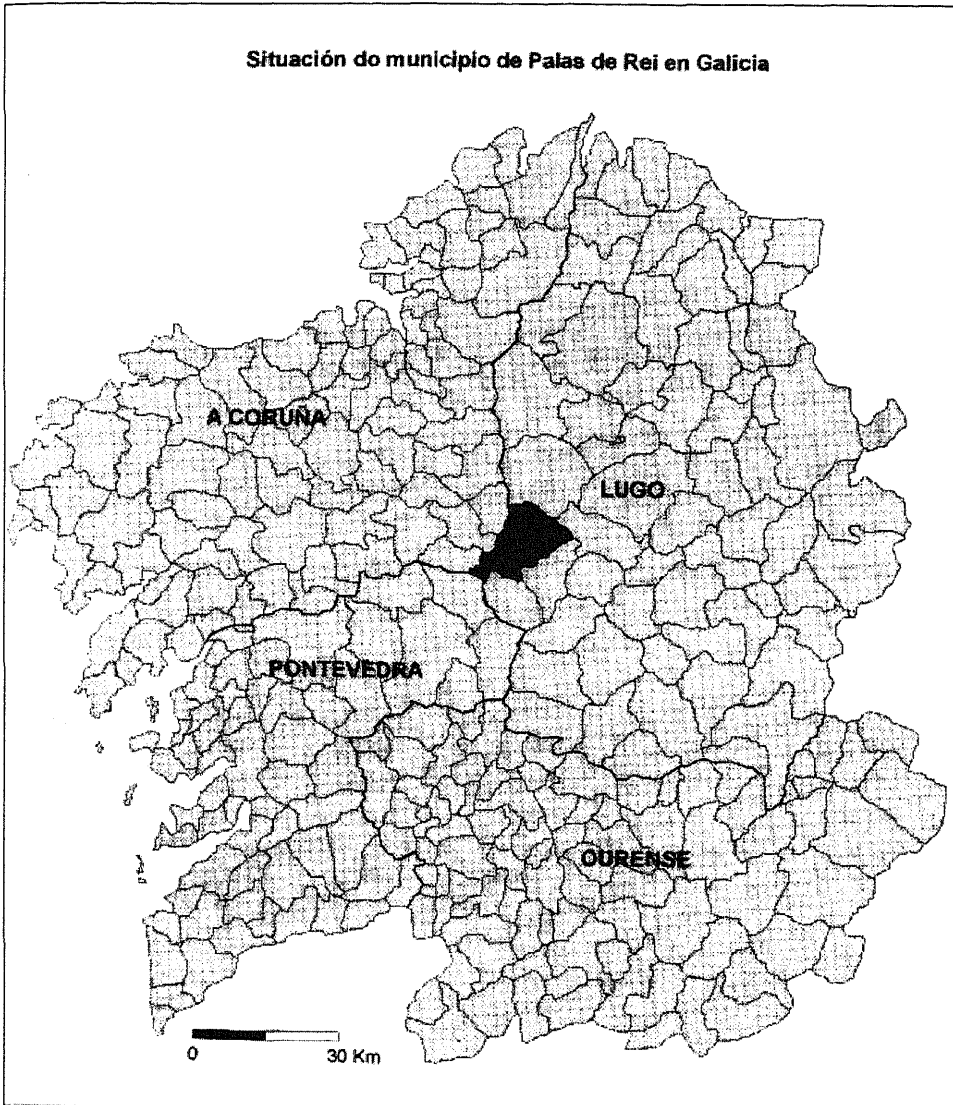 Situación do municipio de Palas de Rei en Galicia
A CORUÑA
LUGO
PONTEVEDRA
OURENSE
0 30 Km